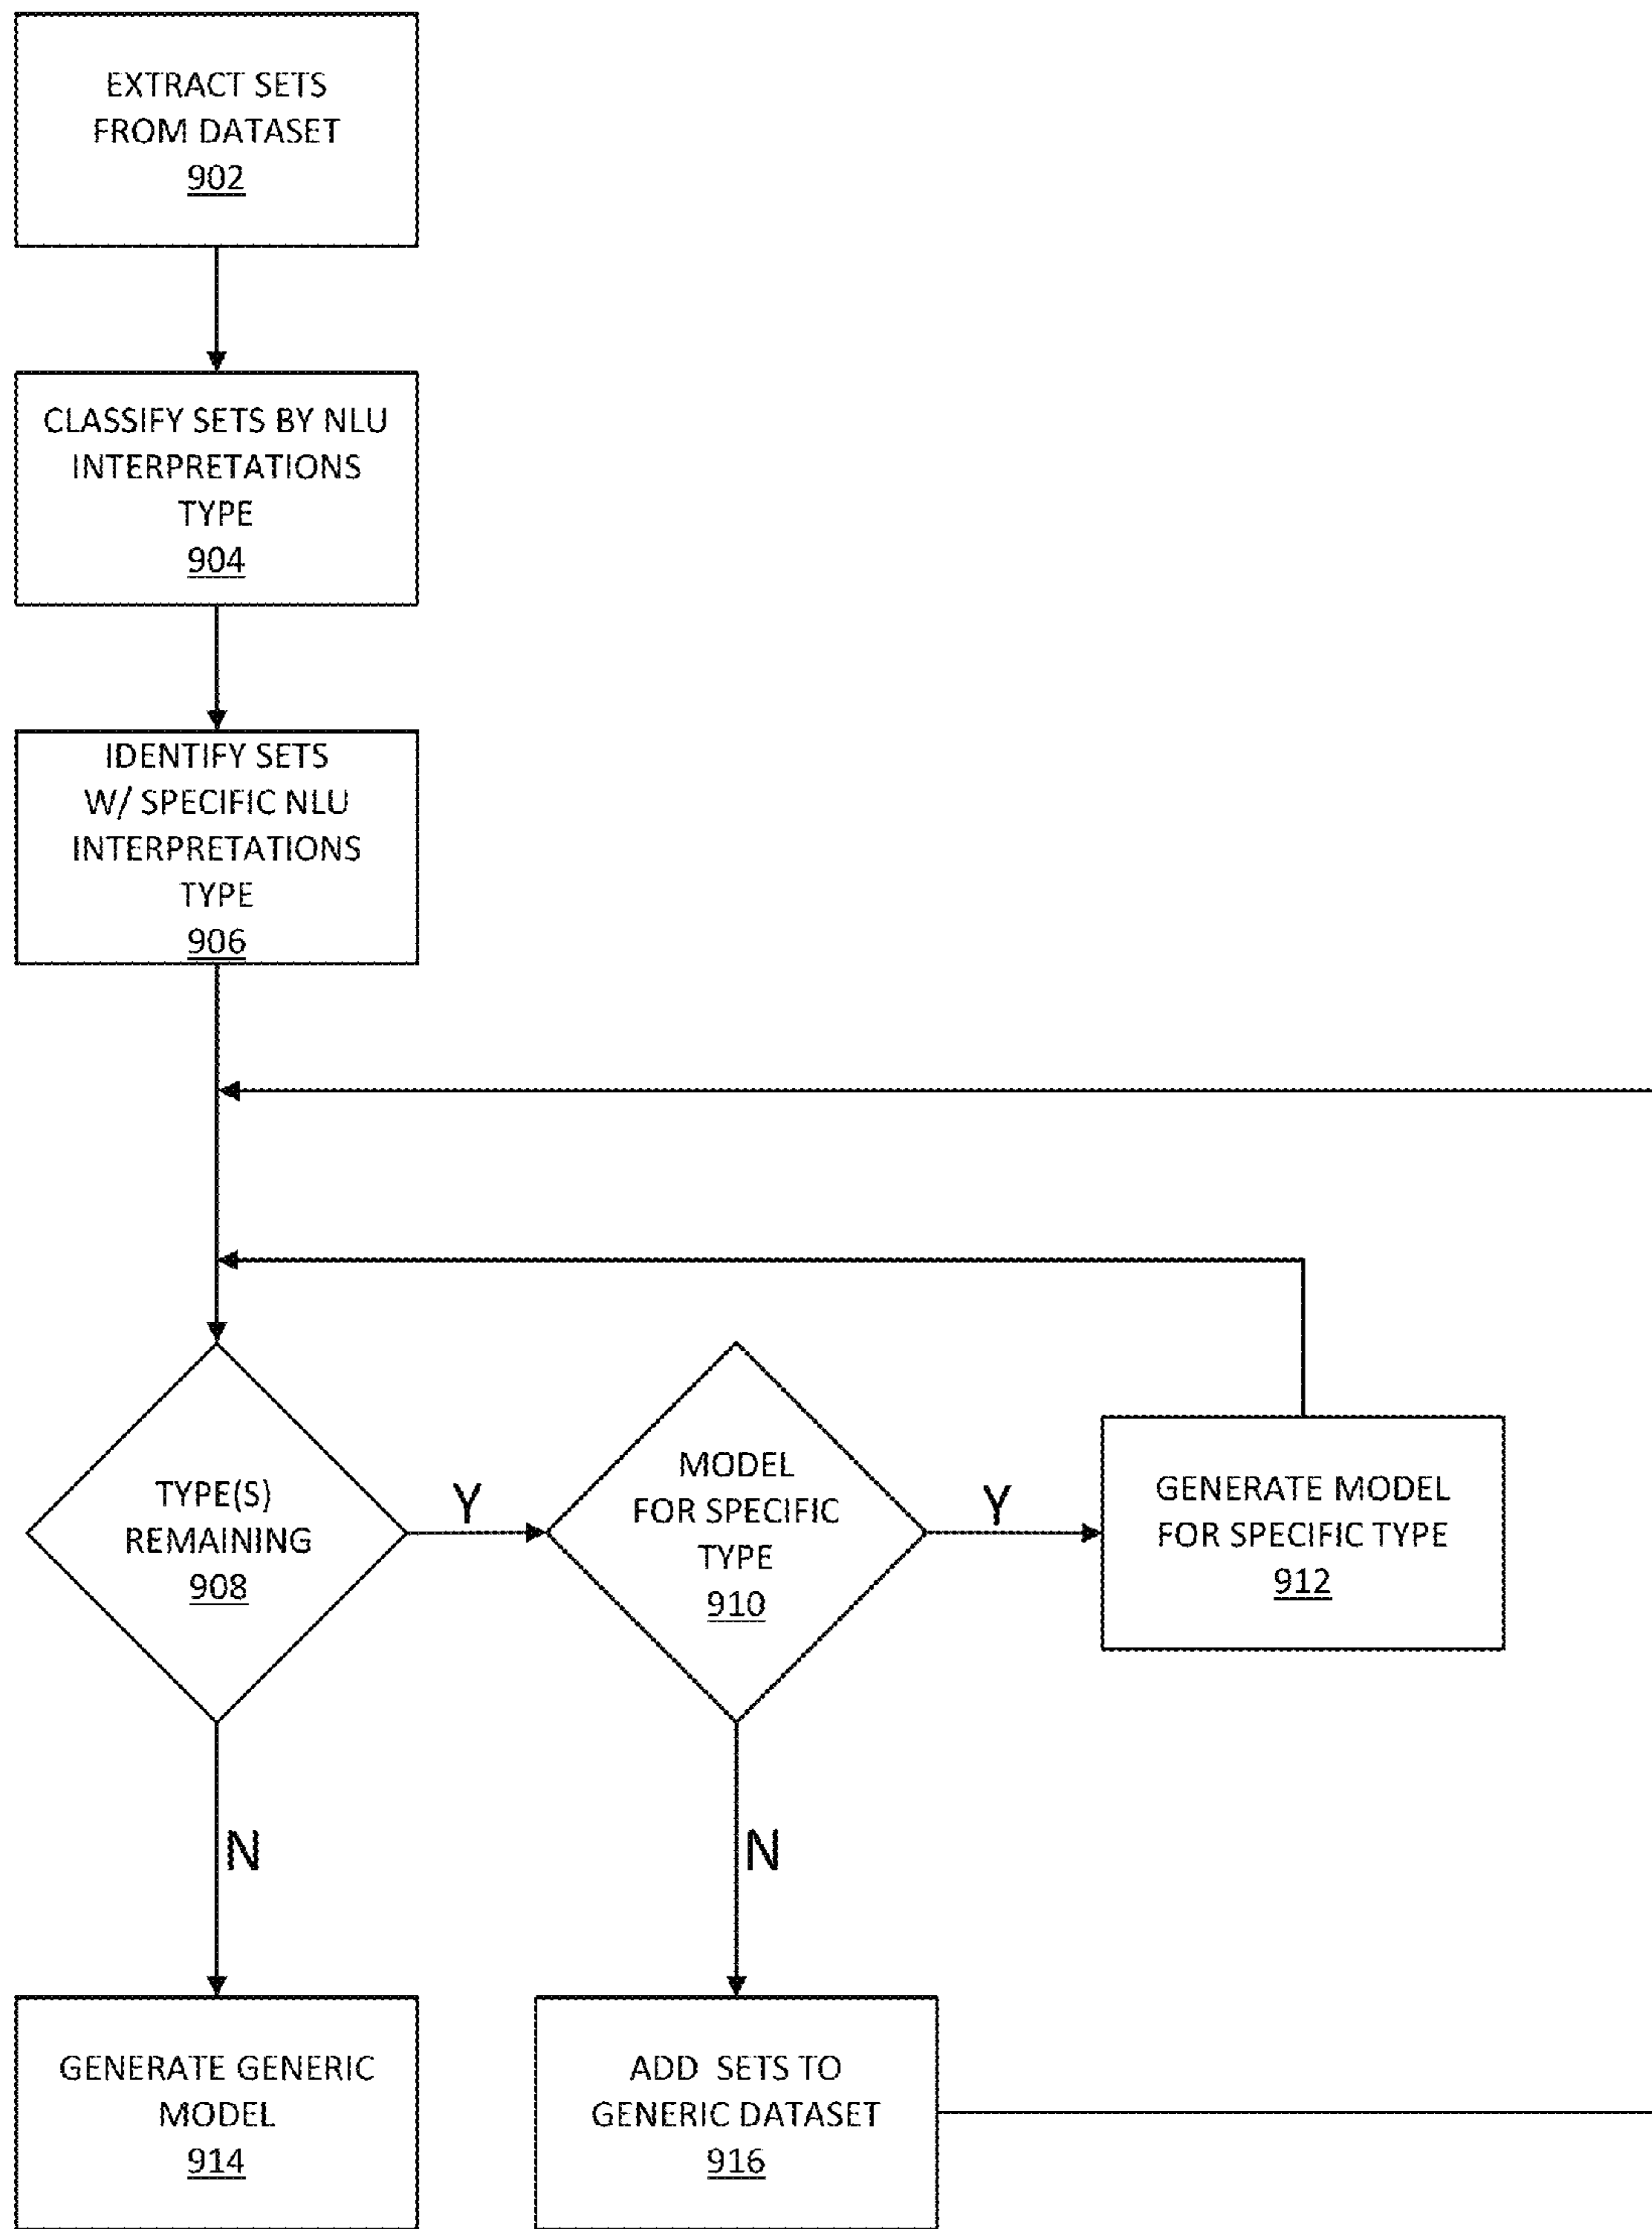 EXTRACT SETS
FROM DATASET
902
CLASSIFY SETS BY NLU
INTERPRETATIONS
TYPE
904
IDENTIFY SETS
W/ SPECIFIC NLU
INTERPRETATIONS
TYPE
906
TYPE(S)
REMAINING
908
Y
MODEL
FOR SPECIFIC
TYPE
910
Y
GENERATE MODEL
FOR SPECIFIC TYPE
912
N
N
GENERATE GENERIC
MODEL
914
ADD SETS TO
GENERIC DATASET
916